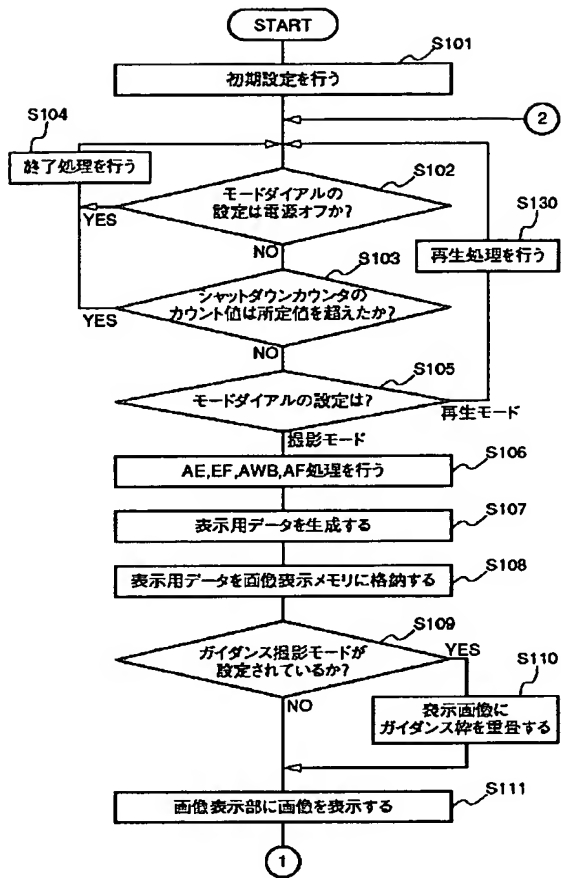 START
S101
初期設定を行う
2
S104
終了処理を行う
S102
モードダイアルの
設定は電源オフか?
YES
NO
S130
再生処理を行う
S103
シャットダウンカウンタの
カウント値は所定値を超えたか?
YES
NO
S105
モードダイアルの設定は?
再生モード
撮影モード
S106
AE,EF,AWB,AF処理を行う
S107
表示用データを生成する
S108
表示用データを画像表示メモリに格納する
S109
ガイダンス撮影モードが
設定されているか?
YES
NO
S110
表示画像に
ガイダンス枠を重畳する
S111
画像表示部に画像を表示する
1